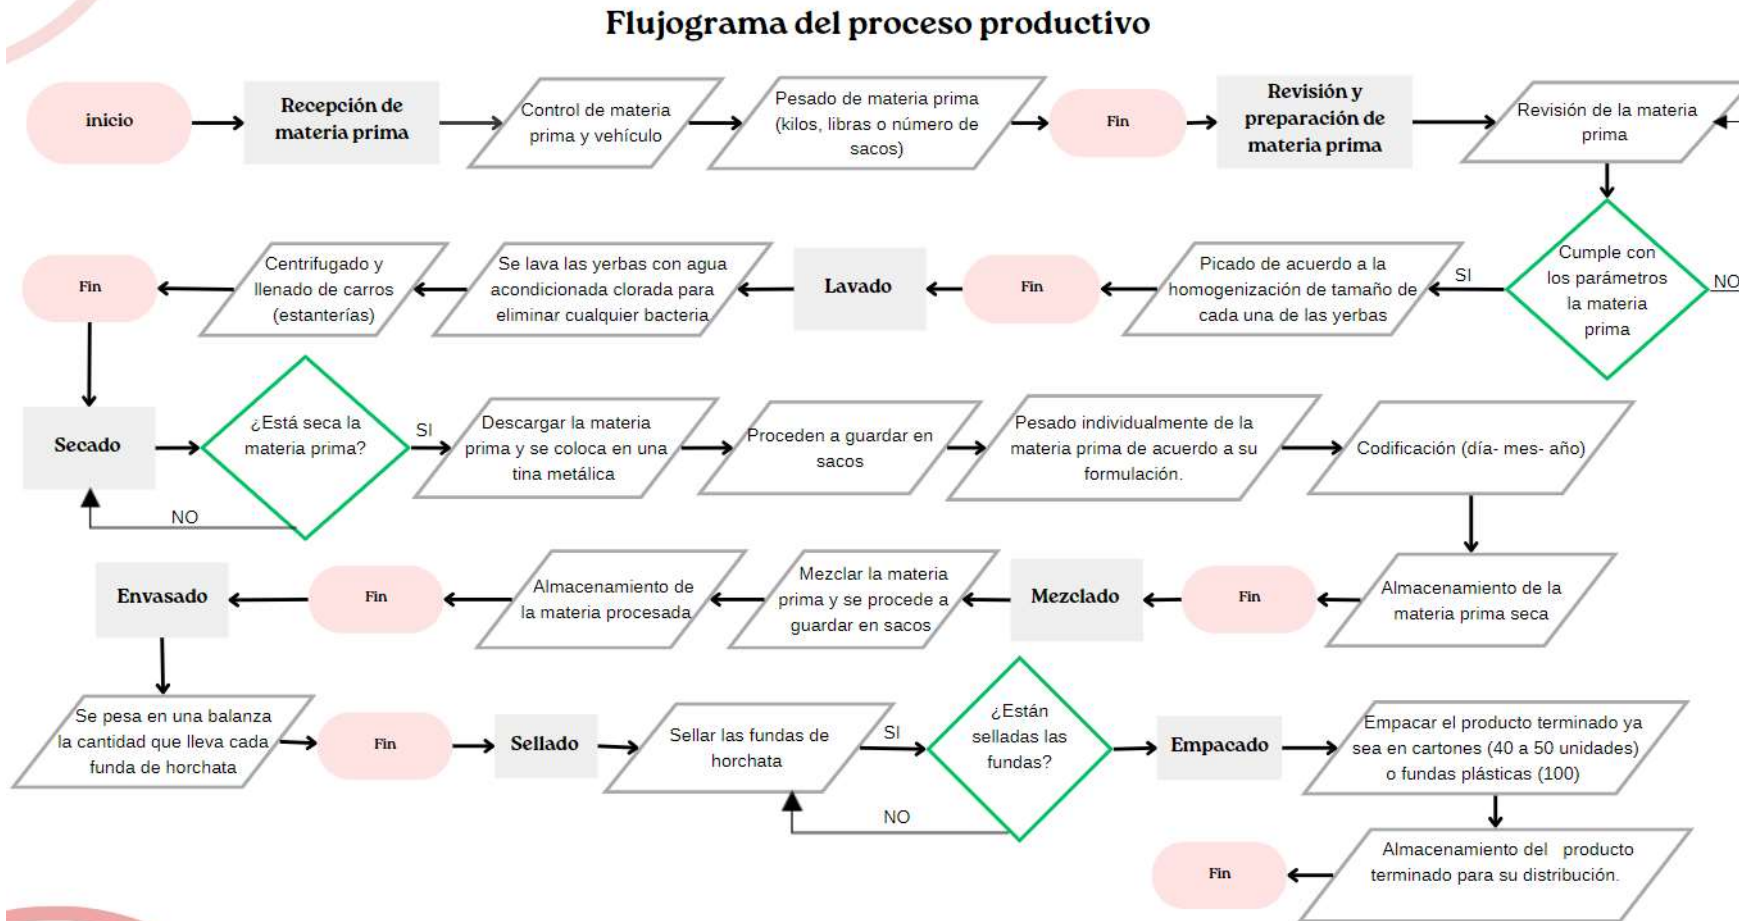 Flujograma del proceso productivo
inicio
Recepción de
materia prima
Control de materia
prima y vehículo
Pesado de materia prima
(kilos, libras o número de
sacos)
Fin
Revisión y
preparación de
materia prima
Revisión de la materia
prima
Cumple con
los parámetros
la materia
prima
NO
SI
Picado de acuerdo a la
homogenización de tamaño de
cada una de las yerbas
Fin
Lavado
Se lava las yerbas con agua
acondicionada clorada para
eliminar cualquier bacteria
Centrifugado y
llenado de carros
(estanterías)
Fin
Secado
¿Está seca la
materia prima?
NO
SI
Descargar la materia
prima y se coloca en una
tina metálica
Proceden a guardar en
sacos
Pesado individualmente de la
materia prima de acuerdo a su
formulación.
Codificación (día- mes- año)
Almacenamiento de la
materia prima seca
Fin
Mezclado
Mezclar la materia
prima y se procede a
guardar en sacos
Almacenamiento de
la materia procesada
Fin
Envasado
Se pesa en una balanza
la cantidad que lleva cada
funda de horchata
Fin
Sellado
Sellar las fundas de
horchata
SI
¿Están
selladas las
fundas?
NO
Empacado
Empacar el producto terminado ya
sea en cartones (40 a 50 unidades)
o fundas plásticas (100)
Almacenamiento del producto
terminado para su distribución.
Fin